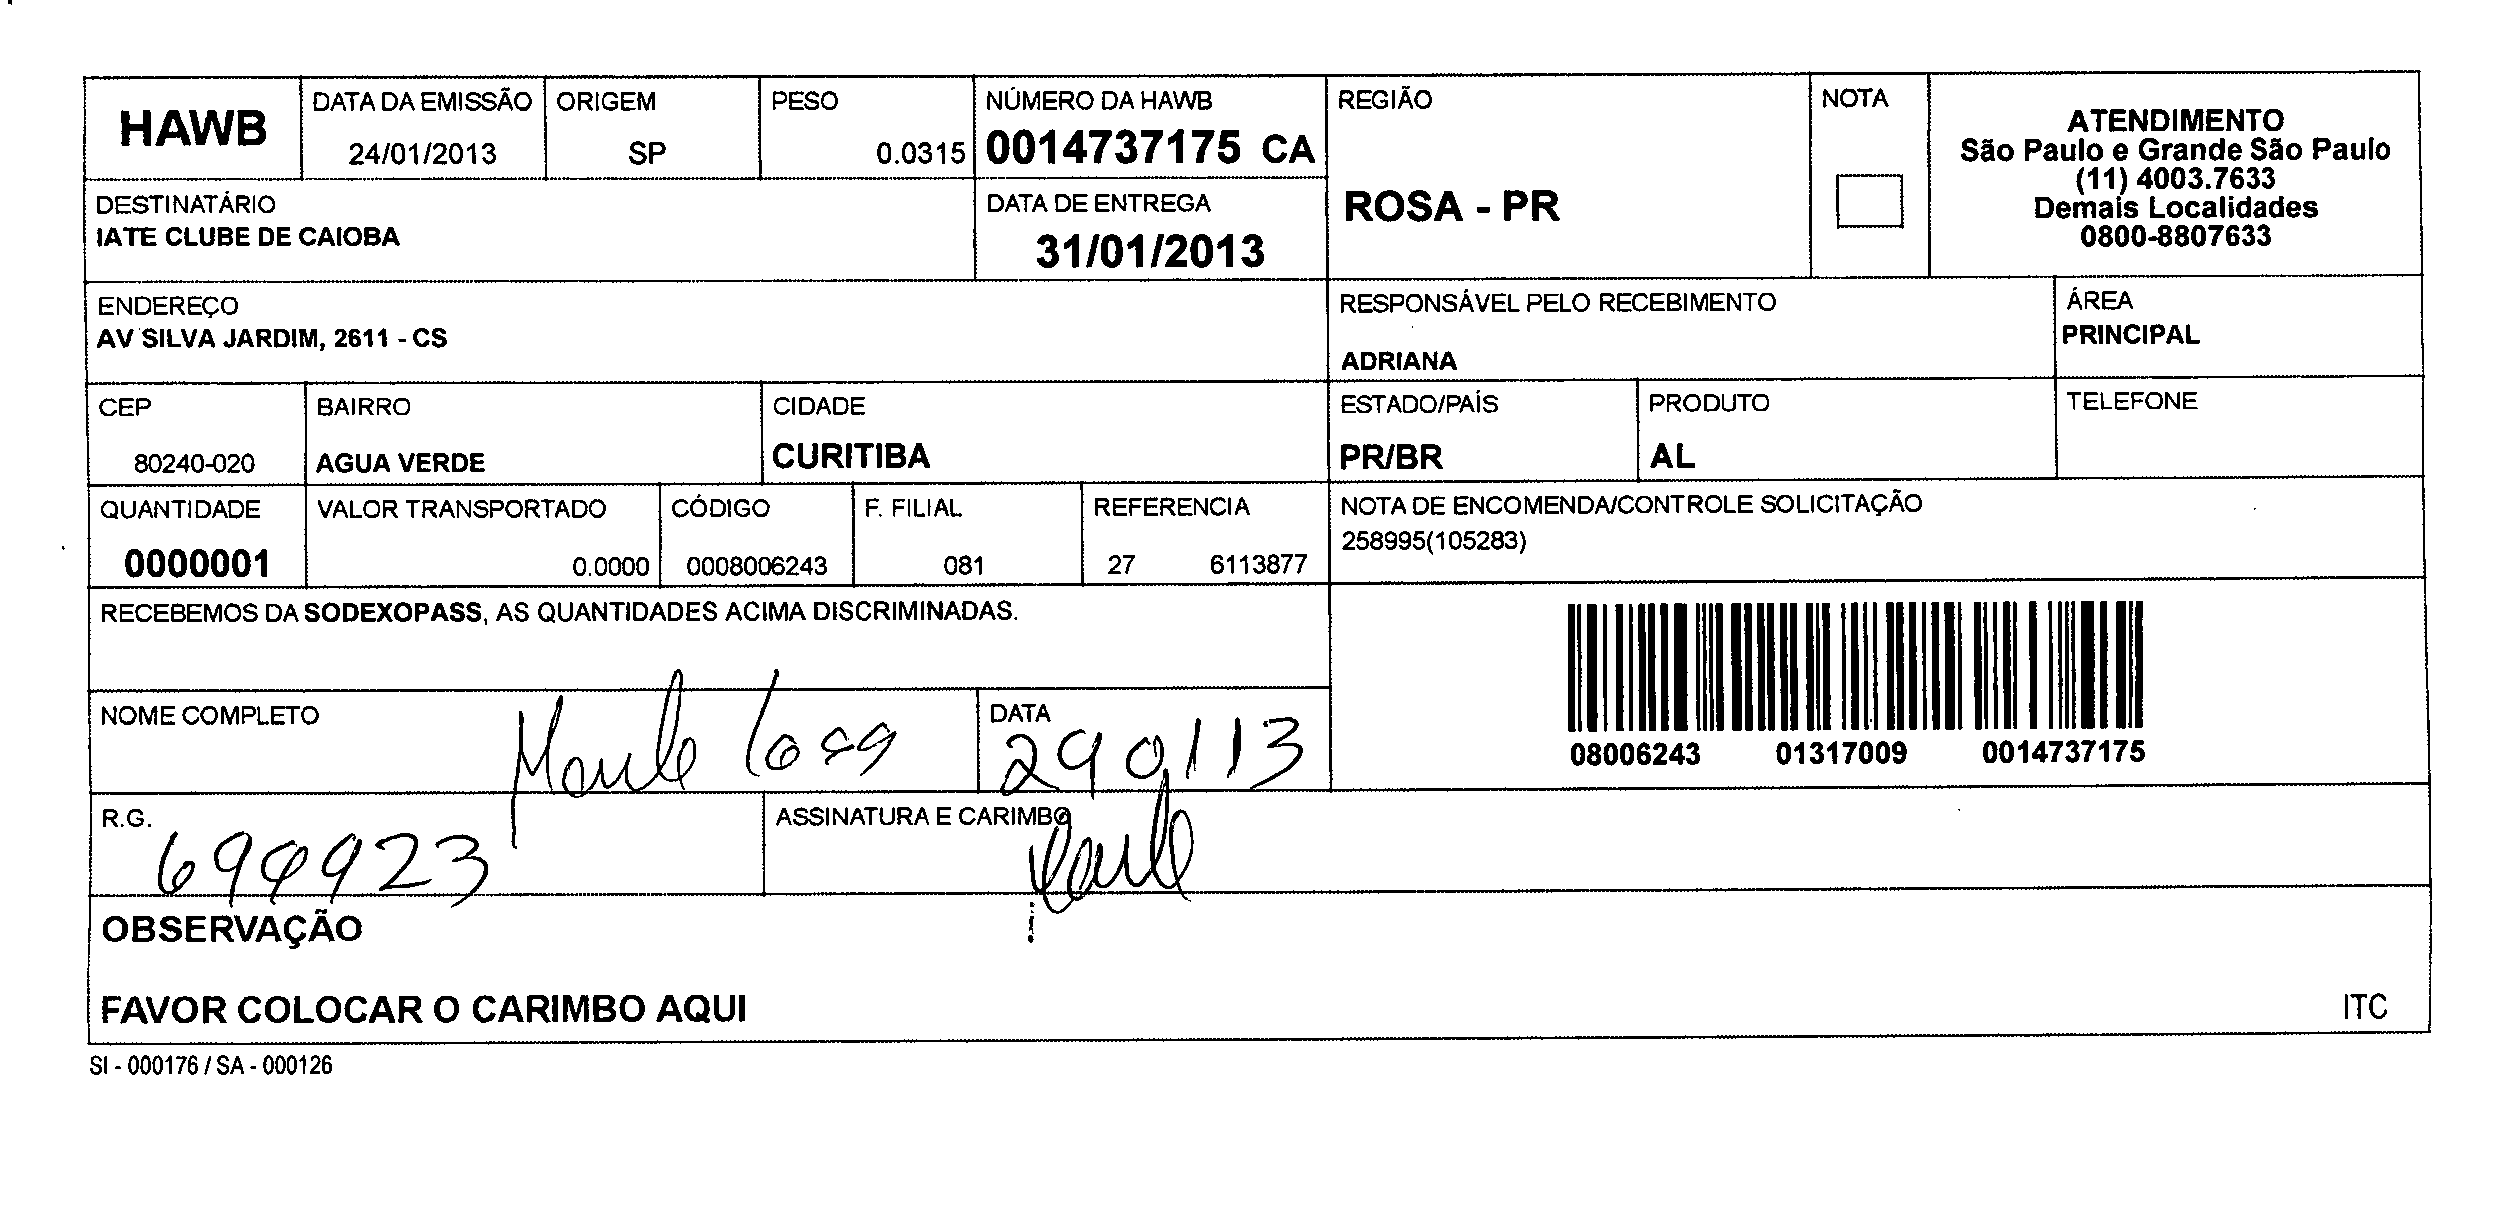 HAWB
DATA DA EMISSÃO
24/01/2013
ORIGEM
SP
PESO
0.0315
NÚMERO DA HAWB
0014737175 CA
REGIÃO
ROSA - PR
NOTA
ATENDIMENTO
São Paulo e Grande São Paulo
(11) 4003.7633
Demais Localidades
0800-8807633
DESTINATÁRIO
IATE CLUBE DE CAIOBA
DATA DE ENTREGA
31/01/2013
ENDEREÇO
AV SILVA JARDIM, 2611 - CS
RESPONSÁVEL PELO RECEBIMENTO
ADRIANA
ÁREA
PRINCIPAL
CEP
80240-020
BAIRRO
AGUA VERDE
CIDADE
CURITIBA
ESTADO/PAÍS
PR/BR
PRODUTO
AL
TELEFONE
QUANTIDADE
0000001
VALOR TRANSPORTADO
0.0000
CÓDIGO
0008006243
F. FILIAL
081
REFERENCIA
27 6113877
NOTA DE ENCOMENDA/CONTROLE SOLICITAÇÃO
258995(105283)
RECEBEMOS DA SODEXOPASS, AS QUANTIDADES ACIMA DISCRIMINADAS.
08006243 01317009 0014737175
NOME COMPLETO
DATA
290113
R.G.
ASSINATURA E CARIMBO
OBSERVAÇÃO
FAVOR COLOCAR O CARIMBO AQUI
ITC
SI - 000176 / SA - 000126